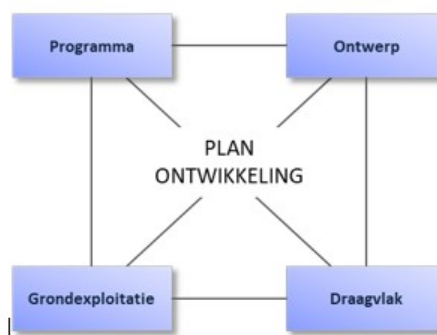 Programma
Ontwerp
PLAN
ONTWIKKELING
Grondexploitatie
Draagvlak